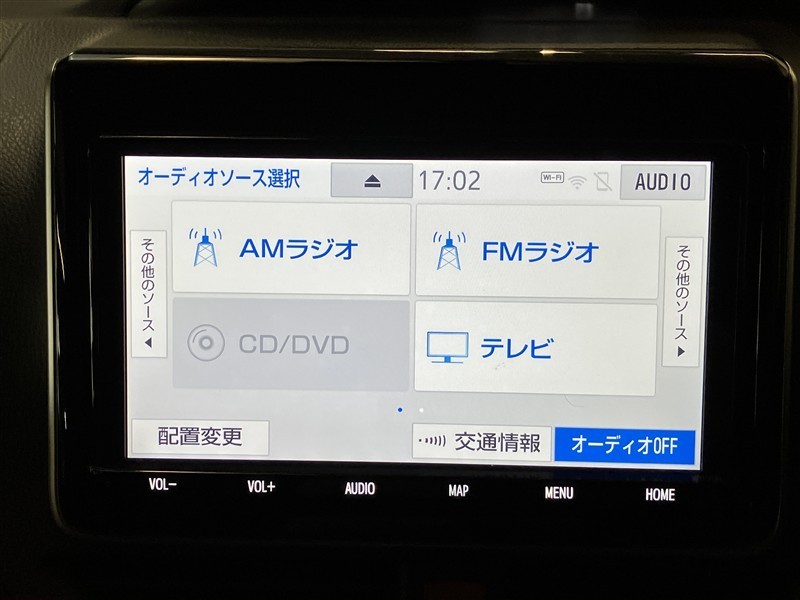 オーディオソース選択
17:02
WI-FI
AUDIO
その他のソース
AMラジオ
FMラジオ
その他のソース
CD/DVD
テレビ
配置変更
交通情報
オーディオOFF
VOL-
VOL+
AUDIO
MAP
MENU
HOME